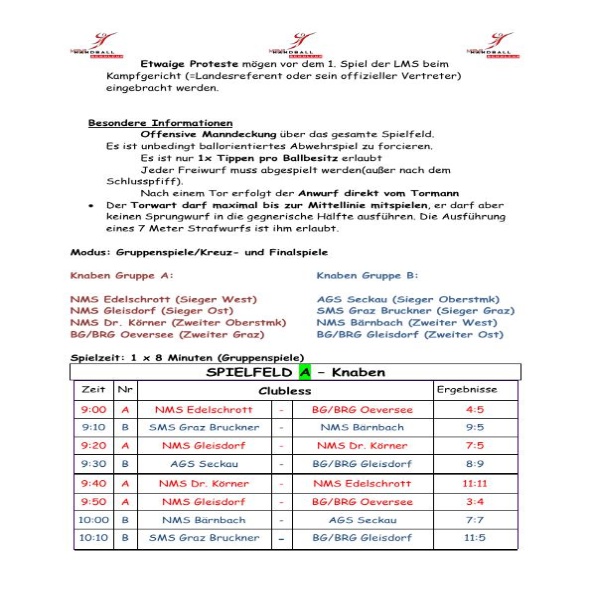 HANDBALL HANDBALL HANDBALL
Etwaige Proteste mögen vor dem 1. Spiel der LMS beim
Kampfgericht (=Landesreferent oder sein offizieller Vertreter)
eingebracht werden.
Besondere Informationen
Offensive Manndeckung über das gesamte Spielfeld.
Es ist unbedingt ballorientiertes Abwehrspiel zu forcieren.
Es ist nur 1x Tippen pro Ballbesitz erlaubt
Jeder Freiwurf muss abgespielt werden(außer nach dem
Schlusspfiff).
Nach einem Tor erfolgt der Anwurf direkt vom Tormann
• Der Torwart darf maximal bis zur Mittellinie mitspielen, er darf aber
keinen Sprungwurf in die gegnerische Hälfte ausführen. Die Ausführung
eines 7 Meter Strafwurfs ist ihm erlaubt.
Modus: Gruppenspiele/Kreuz- und Finalspiele
Knaben Gruppe A: Knaben Gruppe B:
NMS Edelschrott (Sieger West) AGS Seckau (Sieger Oberstmk)
NMS Gleisdorf (Sieger Ost) SMS Graz Bruckner (Sieger Graz)
NMS Dr. Körner (Zweiter Oberstmk) NMS Bärnbach (Zweiter West)
BG/BRG Oeversee (Zweiter Graz) BG/BRG Gleisdorf (Zweiter Ost)
Spielzeit: 1 x 8 Minuten (Gruppenspiele)
SPIELFELD A – Knaben
Zeit Nr Clubless Ergebnisse
9:00 A NMS Edelschrott - BG/BRG Oeversee 4:5
9:10 B SMS Graz Bruckner - NMS Bärnbach 9:5
9:20 A NMS Gleisdorf - NMS Dr. Körner 7:5
9:30 B AGS Seckau - BG/BRG Gleisdorf 8:9
9:40 A NMS Dr. Körner - NMS Edelschrott 11:11
9:50 A NMS Gleisdorf - BG/BRG Oeversee 3:4
10:00 B NMS Bärnbach - AGS Seckau 7:7
10:10 B SMS Graz Bruckner – BG/BRG Gleisdorf 11:5